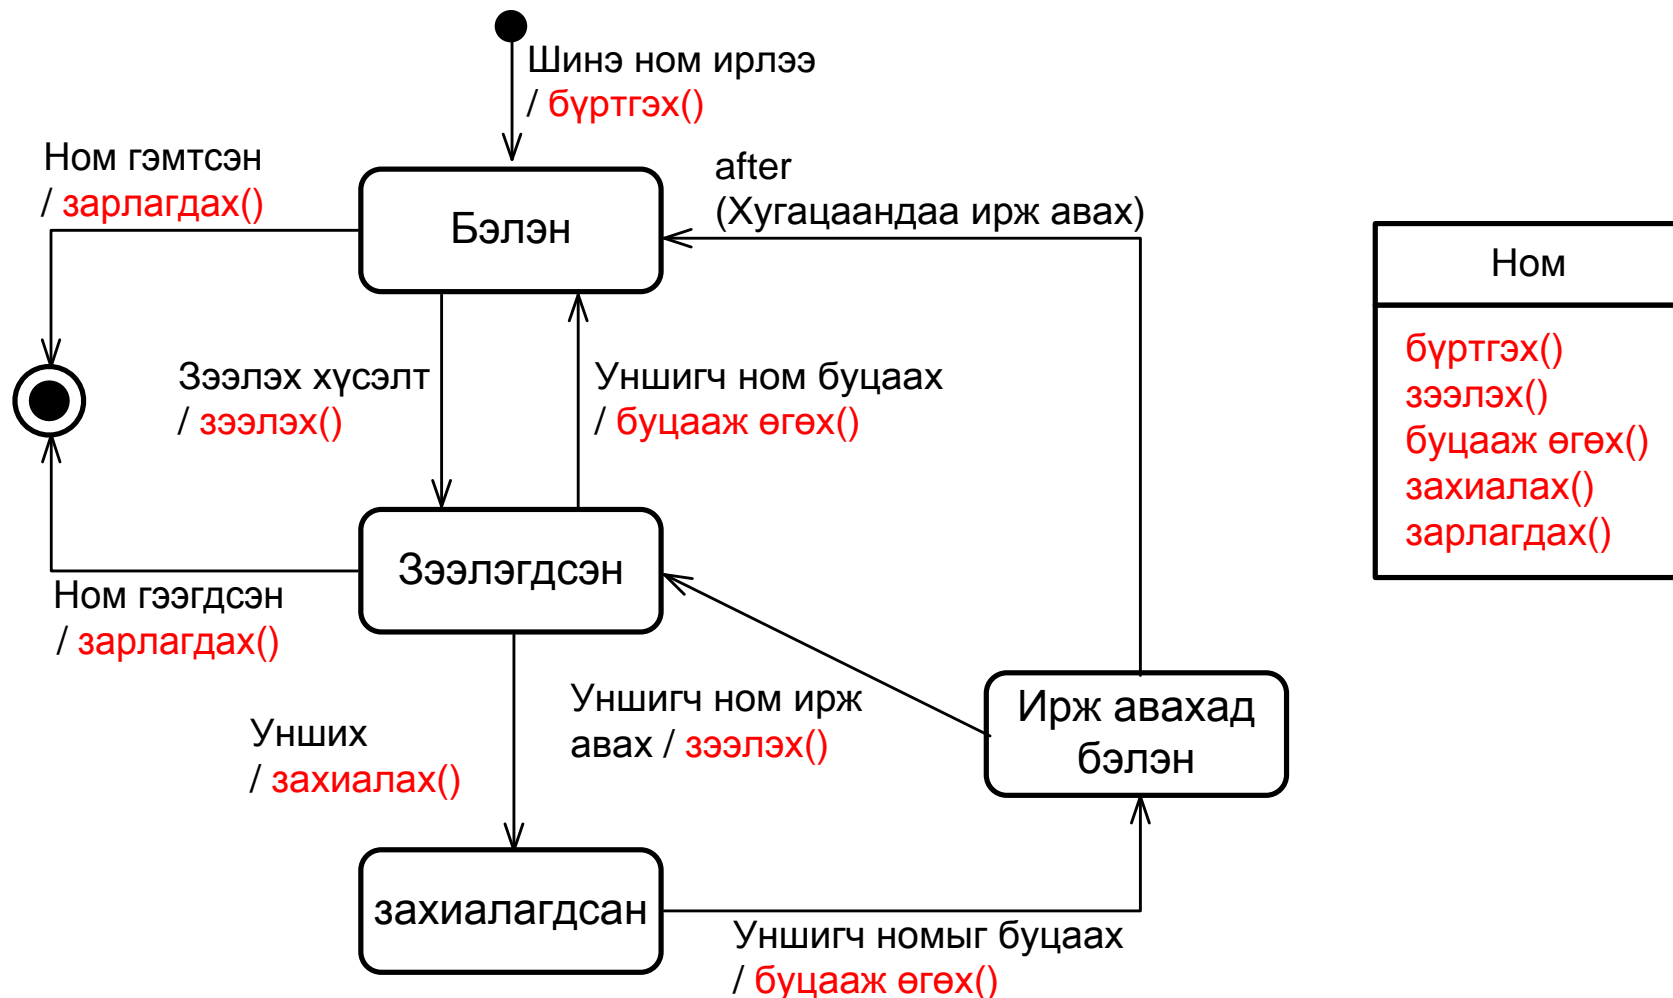 Шинэ ном ирлээ
/ бүртгэх()
Ном гэмтсэн
/ зарлагдах()
after
(Хугацаандаа ирж авах)
Бэлэн
Зээлэх хүсэлт
/ зээлэх()
Уншигч ном буцаах
/ буцааж өгөх()
Зээлэгдсэн
Ном гээгдсэн
/ зарлагдах()
Унших
/ захиалах()
Уншигч ном ирж
авах / зээлэх()
Ирж авахад
бэлэн
захиалагдсан
Уншигч номыг буцаах
/ буцааж өгөх()
Ном
бүртгэх()
зээлэх()
буцааж өгөх()
захиалах()
зарлагдах()